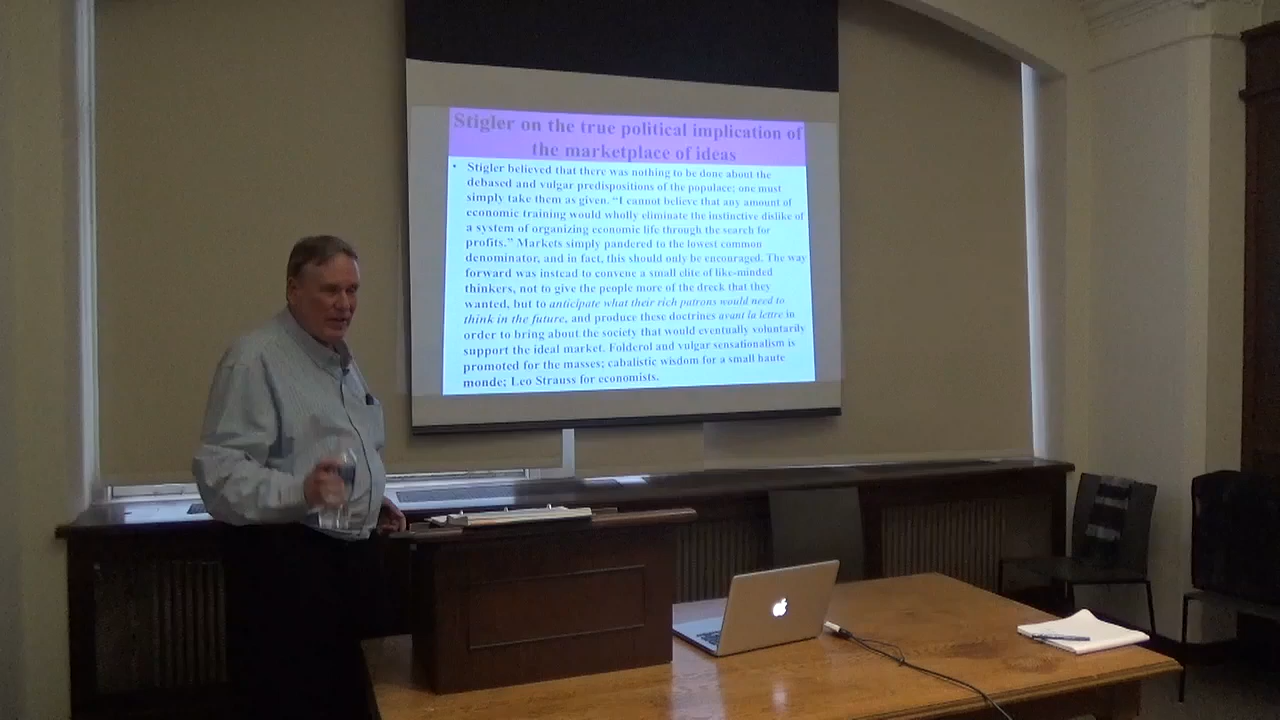 Stigler on the true political implication of
the marketplace of ideas
• Stigler believed that there was nothing to be done about the
debased and vulgar predispositions of the populace; one must
simply take them as given. “I cannot believe that any amount of
economic training would wholly eliminate the instinctive dislike of
a system of organizing economic life through the search for
profits.” Markets simply pandered to the lowest common
denominator, and in fact, this should only be encouraged. The way
forward was instead to convene a small elite of like-minded
thinkers, not to give the people more of the dreck that they
wanted, but to anticipate what their rich patrons would need to
think in the future, and produce these doctrines avant la lettre in
order to bring about the society that would eventually voluntarily
support the ideal market. Folderol and vulgar sensationalism is
promoted for the masses; cabalistic wisdom for a small haute
monde; Leo Strauss for economists.